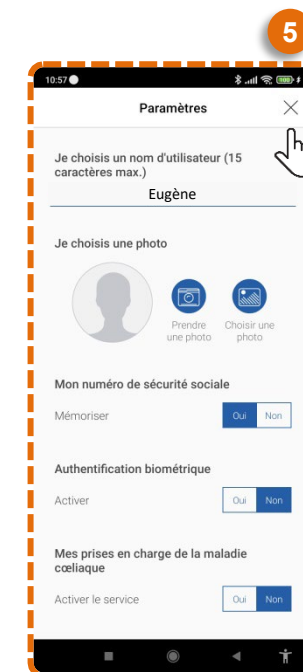 5
10:57
Paramètres
Je choisis un nom d'utilisateur (15
caractères max.)
Eugène
Je choisis une photo
Prendre
une photo
Choisir une
photo
Mon numéro de sécurité sociale
Mémoriser
Oui
Non
Authentification biométrique
Activer
Oui
Non
Mes prises en charge de la maladie
cœliaque
Activer le service
Oui
Non